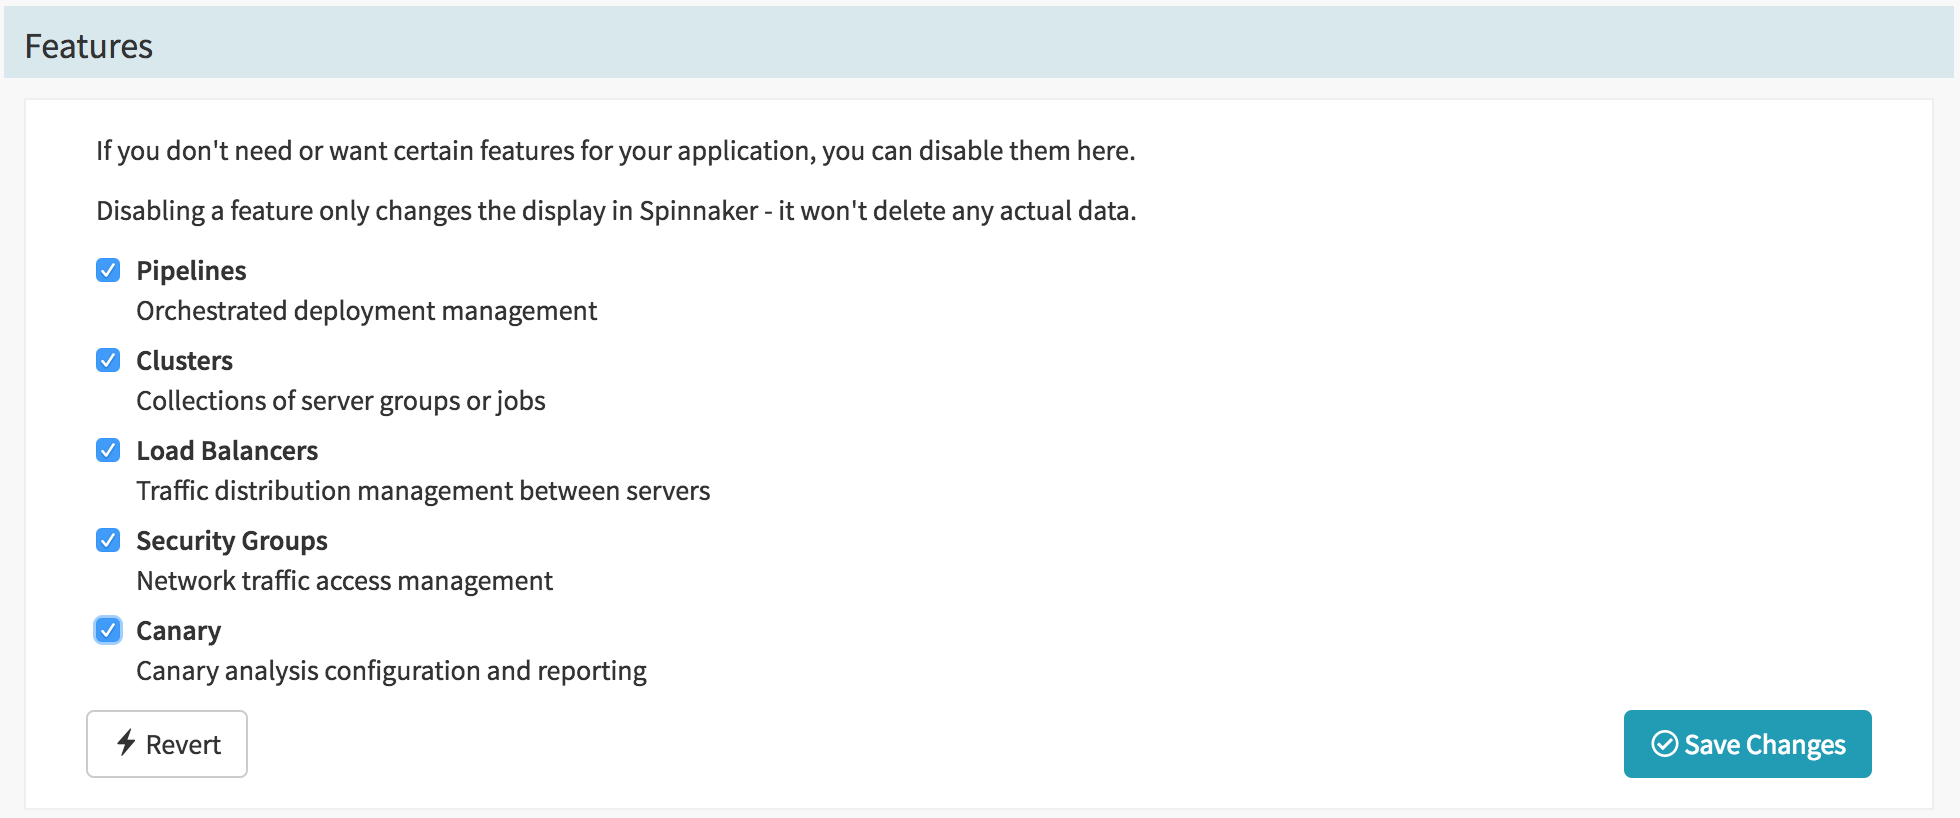 Features
If you don't need or want certain features for your application, you can disable them here.
Disabling a feature only changes the display in Spinnaker - it won't delete any actual data.
Pipelines
Orchestrated deployment management
Clusters
Collections of server groups or jobs
Load Balancers
Traffic distribution management between servers
Security Groups
Network traffic access management
Canary
Canary analysis configuration and reporting
Revert
Save Changes